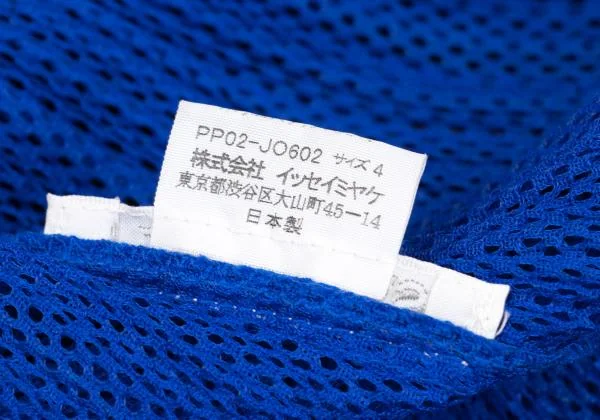 PP02-JO602 サイズ 4
株式会社 イッセイミヤケ
東京都渋谷区大山町45-14
日本製